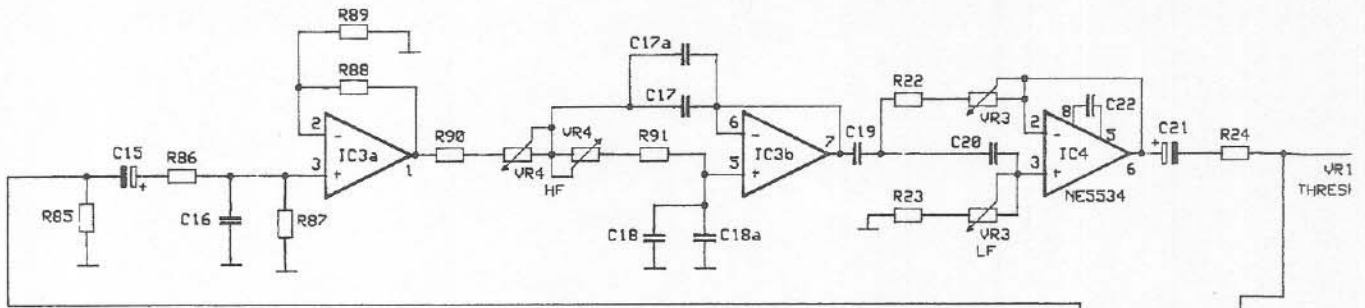 R89
C17a
R88
R22
C17
8
C22
VR3
2
6
2
5
C21
R24
C15
R86
IC3a
R90
VR4
R91
IC3b
7
C19
C20
IC4
3
1
VR4
HF
5
3
6
VR1
NE5534
R85
C16
R87
R23
C18
C18a
VR3
LF